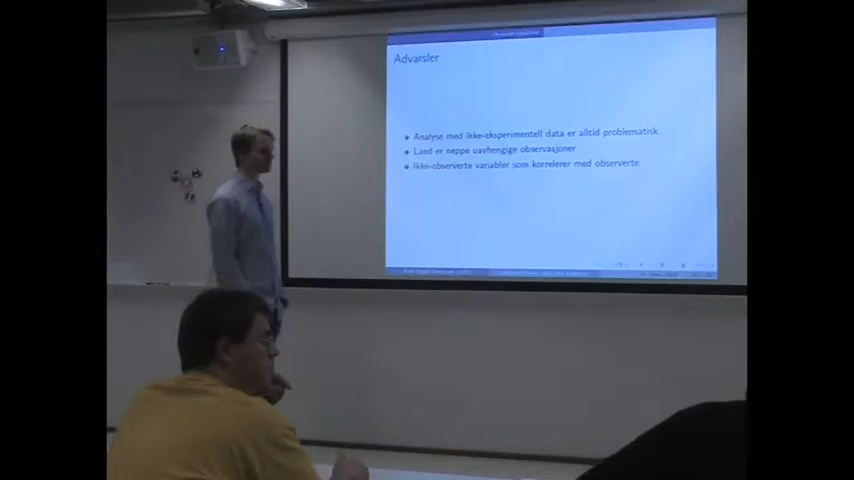 Advarsler
Analyse med ikke-eksperimentell data er alltid problematisk
Land er neppe uavhengige observasjoner
Ikke-observerte variabler som korrelerer med observerte